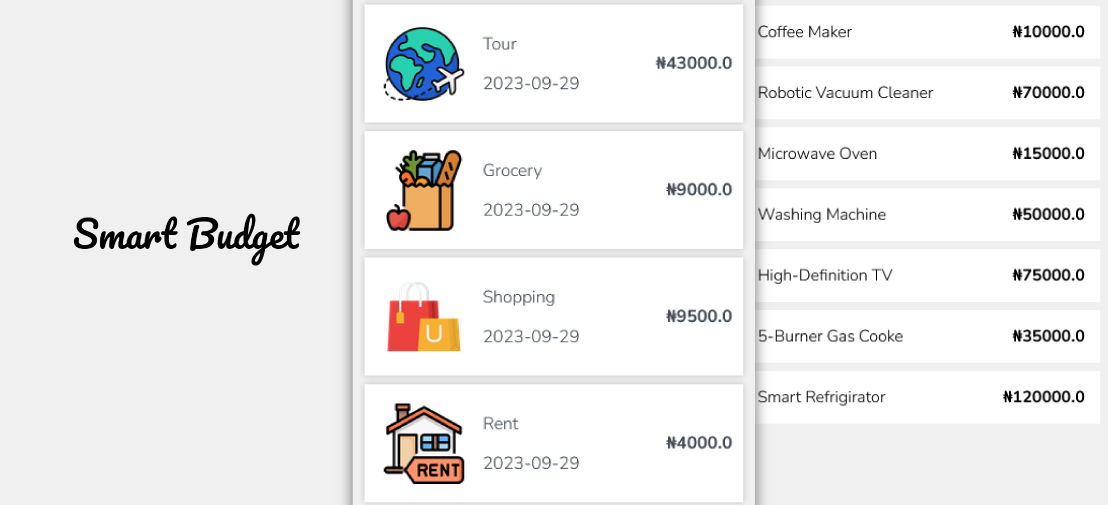 Smart Budget
Tour
2023-09-29
₦43000.0
Grocery
2023-09-29
₦9000.0
Shopping
2023-09-29
₦9500.0
U
Rent
2023-09-29
₦4000.0
RENT
Coffee Maker ₦10000.0
Robotic Vacuum Cleaner ₦70000.0
Microwave Oven ₦15000.0
Washing Machine ₦50000.0
High-Definition TV ₦75000.0
5-Burner Gas Cooke ₦35000.0
Smart Refrigirator ₦120000.0